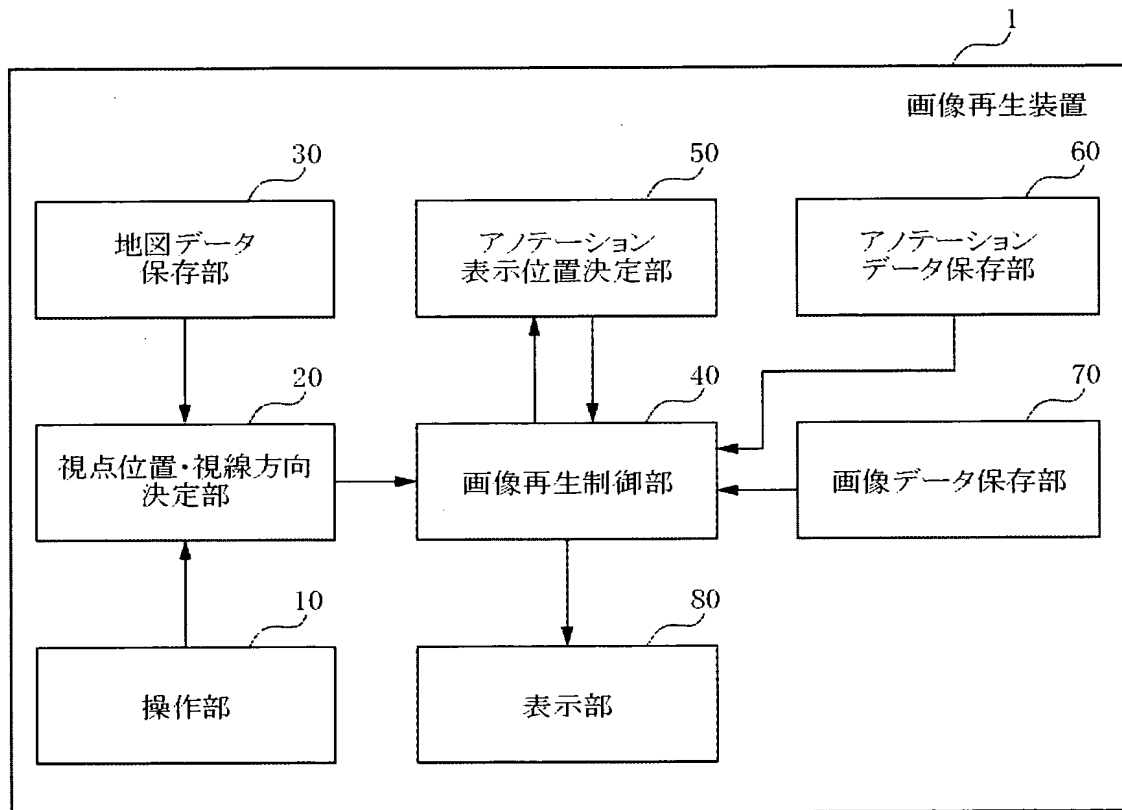 1
画像再生装置
30
50
60
地図データ
保存部
アノテーション
表示位置決定部
アノテーション
データ保存部
20
40
70
視点位置・視線方向
決定部
画像再生制御部
画像データ保存部
10
80
操作部
表示部